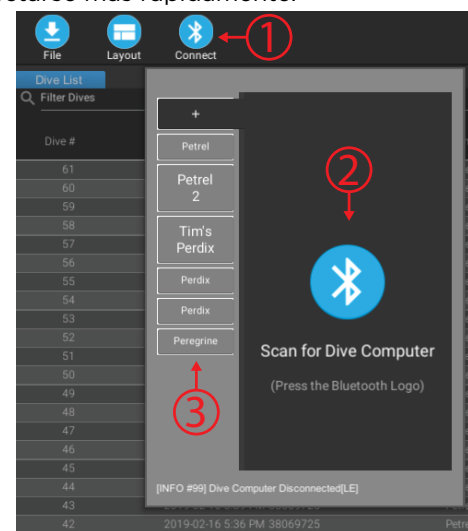 más rápidamente.
1
File Layout Connect
Dive List
Filter Dives
Dive #
61
60
59
58
57
56
55
54
53
52
51
50
49
48
47
46
45
44
43
42 2019-02-16 5:36 PM 38069725 Petre
+
Petrel
Petrel
2
Tim's
Perdix
Perdix
Perdix
Peregrine
3
2
Scan for Dive Computer
(Press the Bluetooth Logo)
[INFO #99] Dive Computer Disconnected[LE]